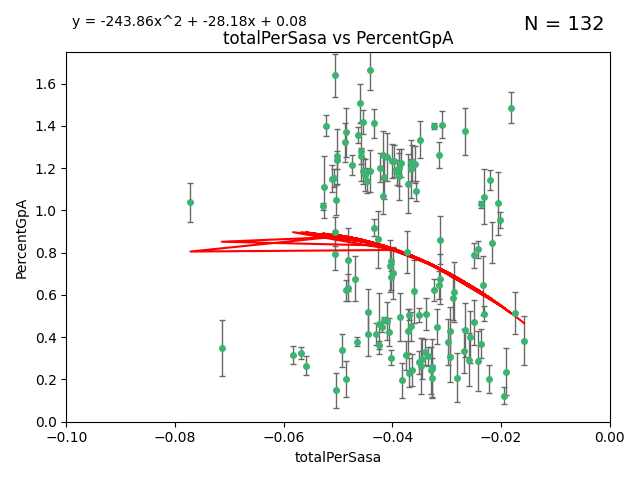 y = -243.86x^2 + -28.18x + 0.08
N = 132
totalPerSasa vs PercentGpA
PercentGpA
1.6
1.4
1.2
1.0
0.8
0.6
0.4
0.2
0.0
−0.10 −0.08 −0.06 −0.04 −0.02 0.00
totalPerSasa